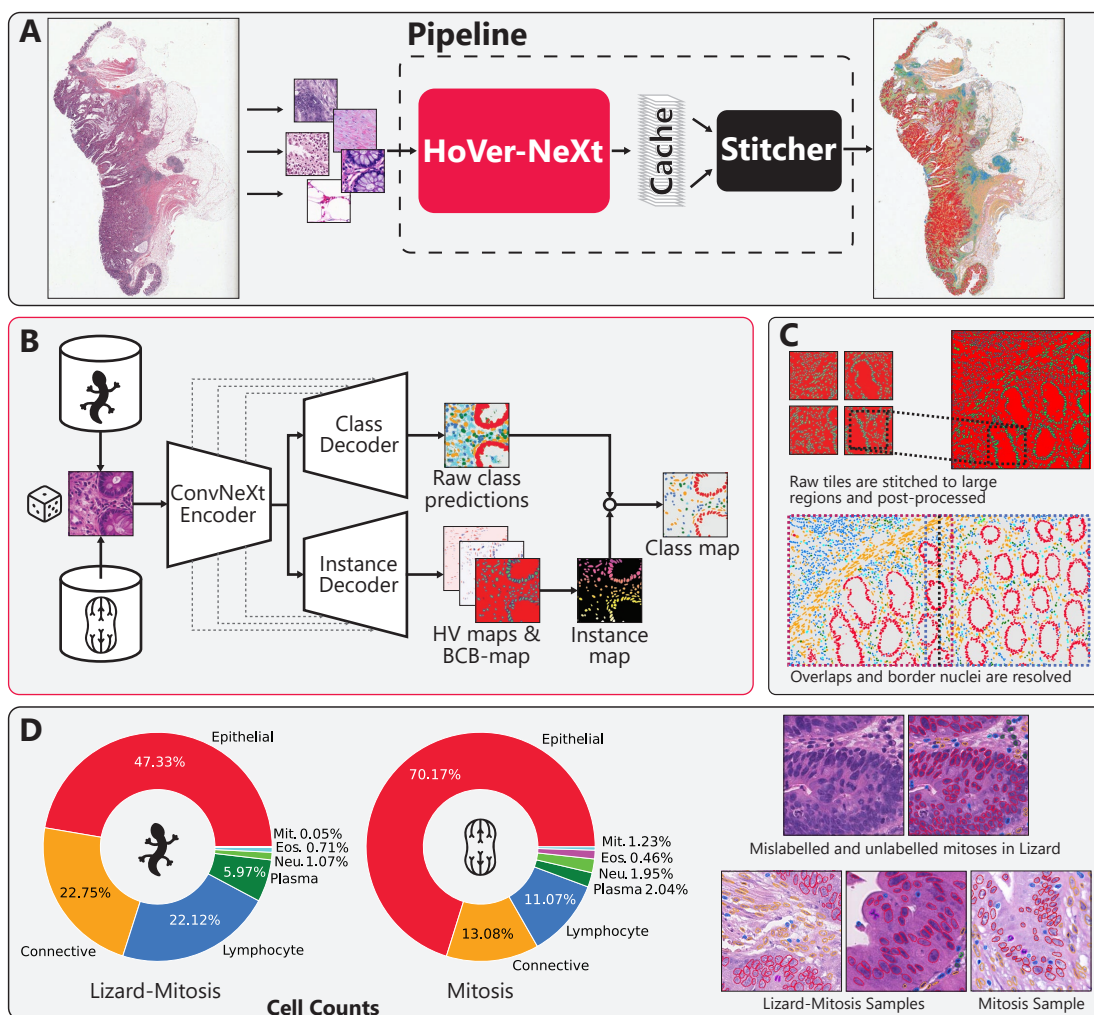 A
Pipeline
HoVer-NeXt
Cache
Stitcher
B
ConvNeXt
Encoder
Class
Decoder
Instance
Decoder
Raw class
predictions
HV maps &
BCB-map
Instance
map
Class map
C
Raw tiles are stitched to large
regions and post-processed
Overlaps and border nuclei are resolved
D
Epithelial
47.33%
Mit. 0.05%
Eos. 0.71%
Neu. 1.07%
Plasma
5.97%
22.75%
22.12%
Connective
Lymphocyte
Lizard-Mitosis
Epithelial
70.17%
Mit. 1.23%
Eos. 0.46%
Neu. 1.95%
Plasma 2.04%
11.07%
Lymphocyte
13.08%
Connective
Mitosis
Cell Counts
Mislabelled and unlabelled mitoses in Lizard
Lizard-Mitosis Samples
Mitosis Sample